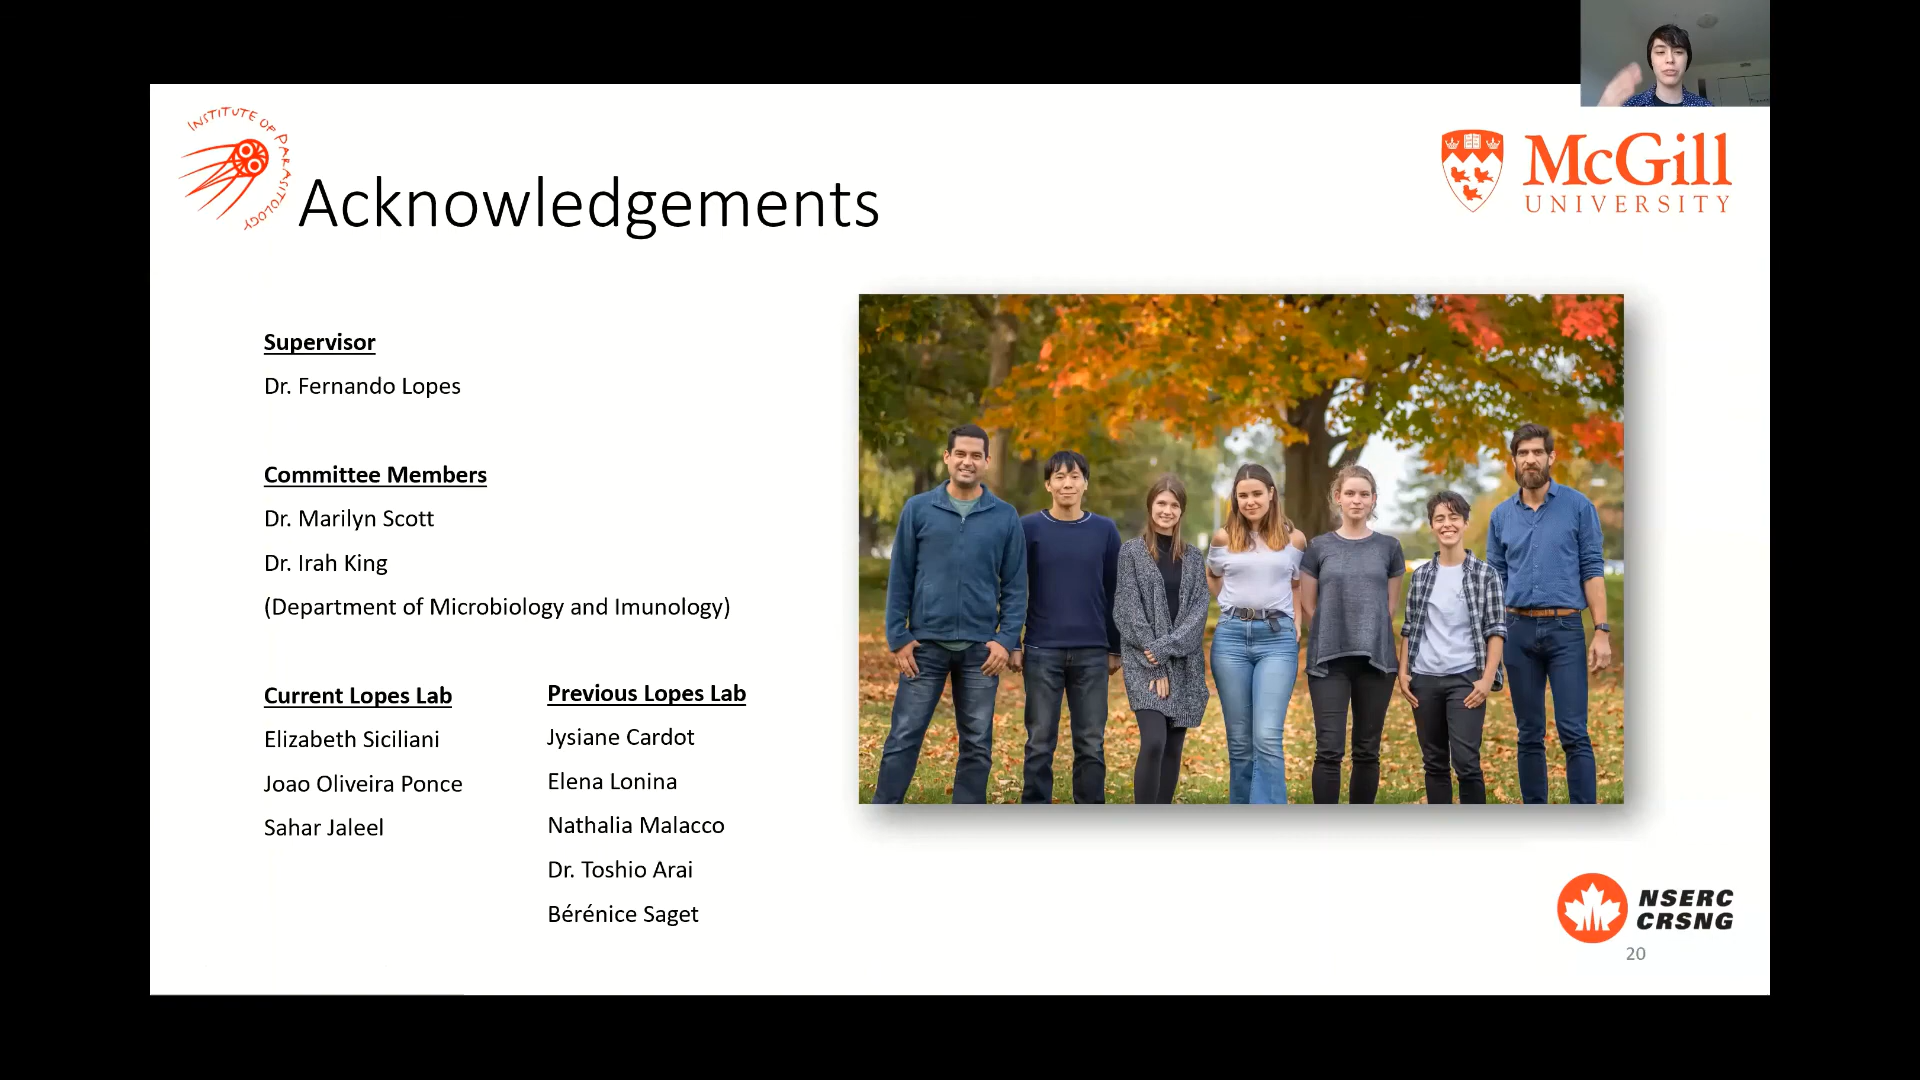 INSTITUTE OF PARASITOLOGY
Acknowledgements
McGill
UNIVERSITY
Supervisor
Dr. Fernando Lopes
Committee Members
Dr. Marilyn Scott
Dr. Irah King
(Department of Microbiology and Imunology)
Current Lopes Lab
Elizabeth Siciliani
Joao Oliveira Ponce
Sahar Jaleel
Previous Lopes Lab
Jysiane Cardot
Elena Lonina
Nathalia Malacco
Dr. Toshio Arai
Bérénice Saget
NSERC
CRSNG
20